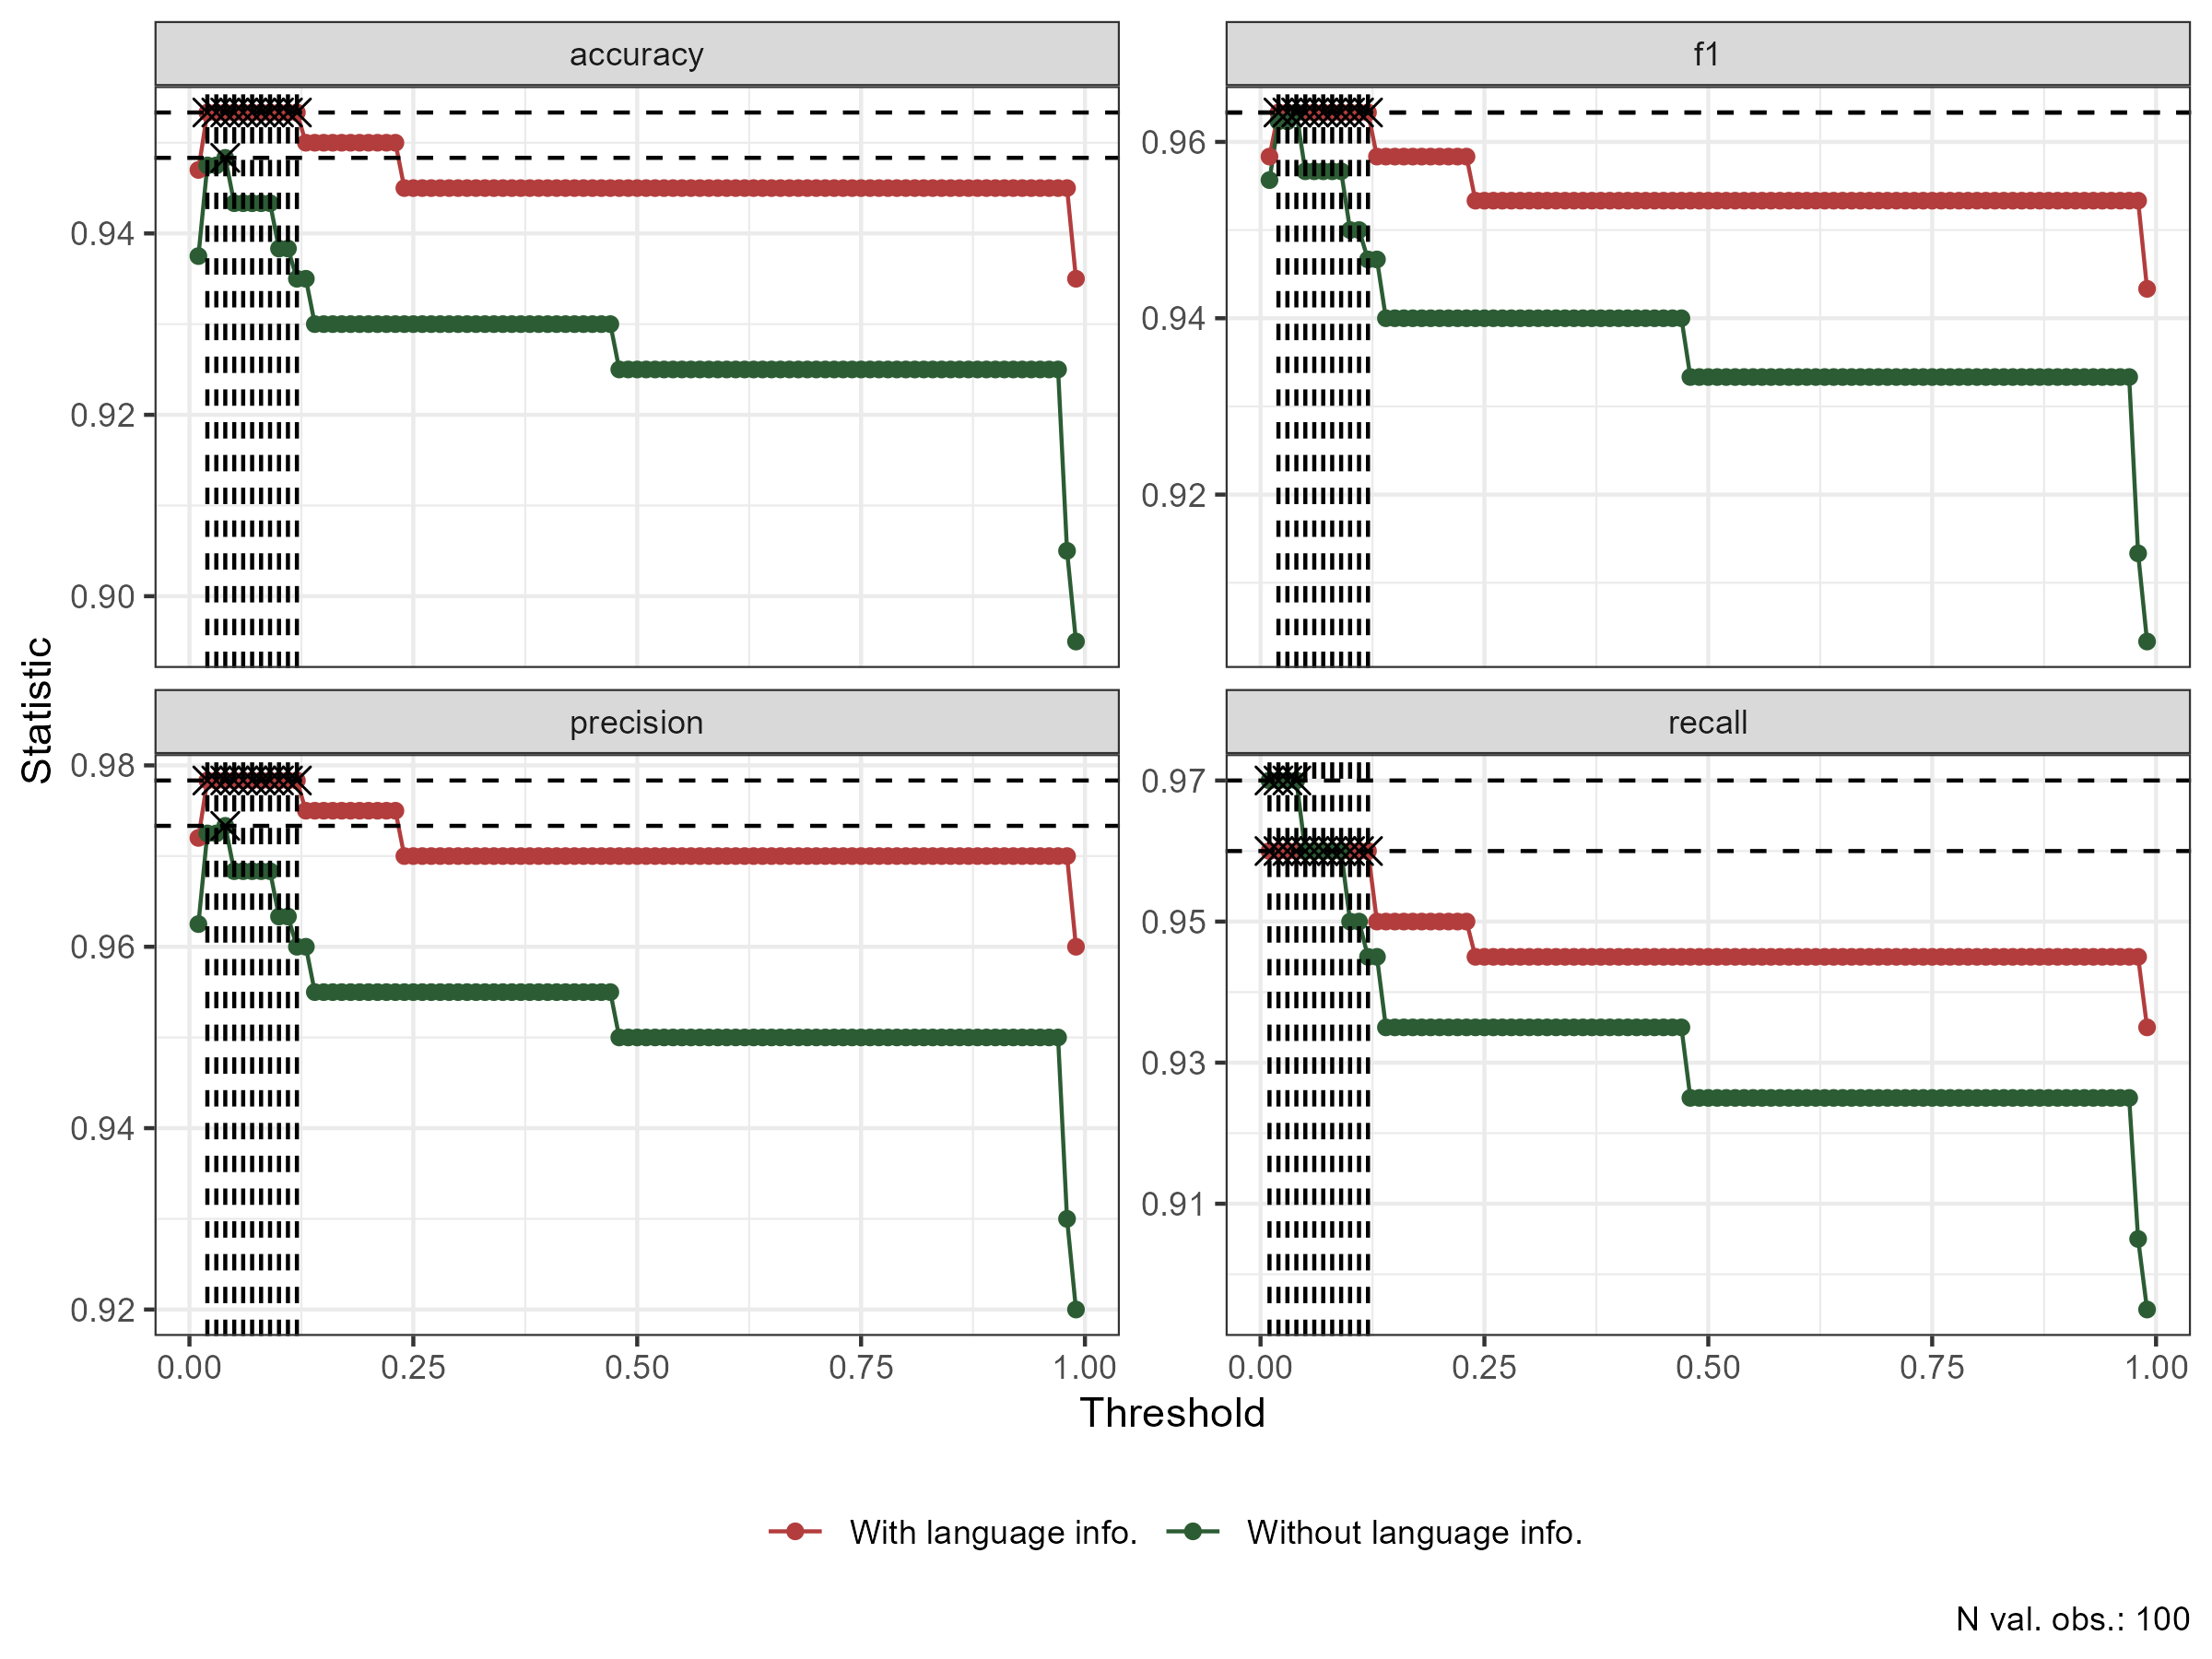 accuracy
f1
0.94
0.92
0.90
0.96
0.94
0.92
Statistic
precision
recall
0.98
0.96
0.94
0.92
0.97
0.95
0.93
0.91
0.00 0.25 0.50 0.75 1.00
0.00 0.25 0.50 0.75 1.00
Threshold
With language info. Without language info.
N val. obs.: 100